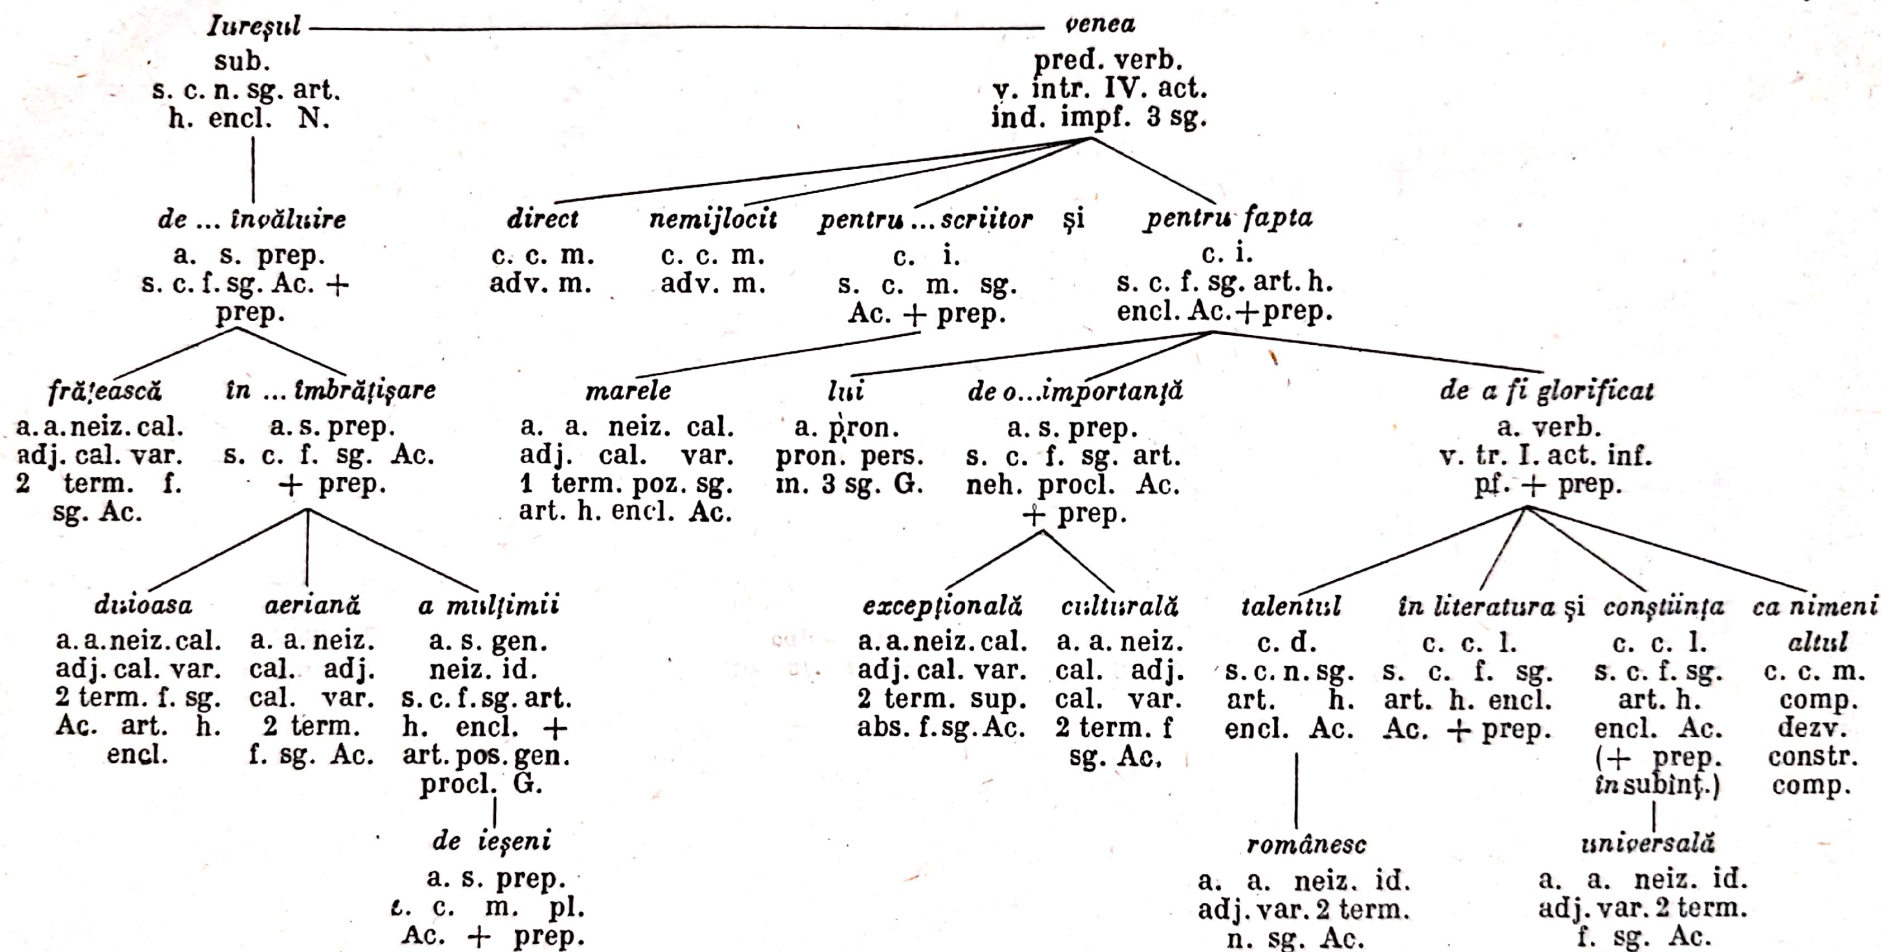 Iureşul venea
sub. pred. verb.
s. c. n. sg. art. v. intr. IV. act.
h. encl. N. ind. impf. 3 sg.
de ... învăluire direct nemijlocit pentru ... scriitor şi pentru fapta
a. s. prep. c. c. m. c. c. m. c. i. c. i.
s. c. f. sg. Ac. + adv. m. adv. m. s. c. m. sg. s. c. f. sg. art. h.
prep. Ac. + prep. encl. Ac.+prep.
frăţească în ... îmbrăţişare marele lui de o...importanţă de a fi glorificat
a. a. neiz. cal. a. s. prep. a. a. neiz. cal. a. pron. a. s. prep. a. verb.
adj. cal. var. s. c. f. sg. Ac. adj. cal. var. pron. pers. s. c. f. sg. art. v. tr. I. act. inf.
2 term. f. + prep. 1 term. poz. sg. m. 3 sg. G. neh. procl. Ac. pf. + prep.
sg. Ac. art. h. encl. Ac. + prep.
duioasa aeriană a mulţimii excepţională culturală talentul în literatura şi conştiinţa ca nimeni
a. a. neiz. cal. a. a. neiz. a. s. gen. a. a. neiz. cal. a. a. neiz. c. d. c. c. l. c. c. l. altul
adj. cal. var. cal. adj. neiz. id. adj. cal. var. cal. adj. s. c. n. sg. s. c. f. sg. s. c. f. sg. c. c. m.
2 term. f. sg. cal. var. s. c. f. sg. art. 2 term. sup. cal. var. art. h. art. h. encl. art. h. comp.
Ac. art. h. 2 term. h. encl. + abs. f. sg. Ac. 2 term. f encl. Ac. Ac. + prep. encl. Ac. dezv.
encl. f. sg. Ac. art. pos. gen. sg. Ac. (+ prep. constr.
procl. G. în subînţ.) comp.
de ieşeni românesc universală
a. s. prep. a. a. neiz. id. a. a. neiz. id.
c. m. pl. adj. var. 2 term. adj. var. 2 term.
Ac. + prep. n. sg. Ac. f. sg. Ac.